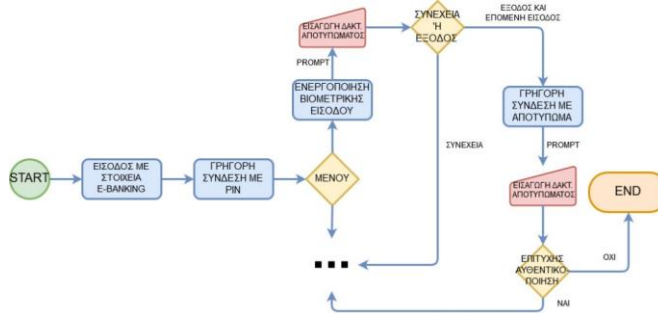 ΕΙΣΑΓΩΓΗ ΔΑΚΤ.
ΑΠΟΤΥΠΩΜΑΤΟΣ
ΣΥΝΕΧΕΙΑ
Ή
ΕΞΟΔΟΣ
ΕΞΟΔΟΣ ΚΑΙ
ΕΠΟΜΕΝΗ ΕΙΣΟΔΟΣ
PROMPT
ΕΝΕΡΓΟΠΟΙΗΣΗ
ΒΙΟΜΕΤΡΙΚΗΣ
ΕΙΣΟΔΟΥ
ΓΡΗΓΟΡΗ
ΣΥΝΔΕΣΗ ΜΕ
ΑΠΟΤΥΠΩΜΑ
ΣΥΝΕΧΕΙΑ
PROMPT
START
ΕΙΣΟΔΟΣ ΜΕ
ΣΤΟΙΧΕΙΑ
E-BANKING
ΓΡΗΓΟΡΗ
ΣΥΝΔΕΣΗ ΜΕ
PIN
ΜΕΝΟΥ
ΕΙΣΑΓΩΓΗ ΔΑΚΤ.
ΑΠΟΤΥΠΩΜΑΤΟΣ
END
...
ΕΠΙΤΥΧΗΣ
ΑΥΘΕΝΤΙΚΟ
ΠΟΙΗΣΗ
ΟΧΙ
ΝΑΙ